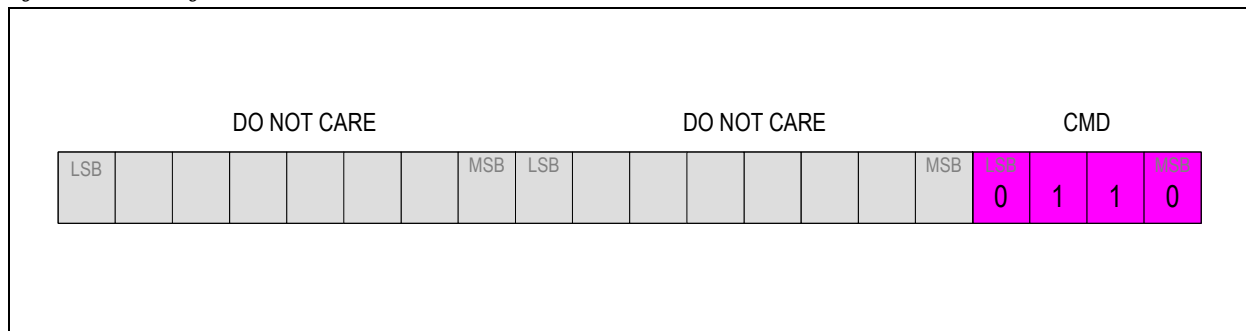 DO NOT CARE DO NOT CARE CMD
LSB MSB LSB MSB LSB MSB
0 1 1 0